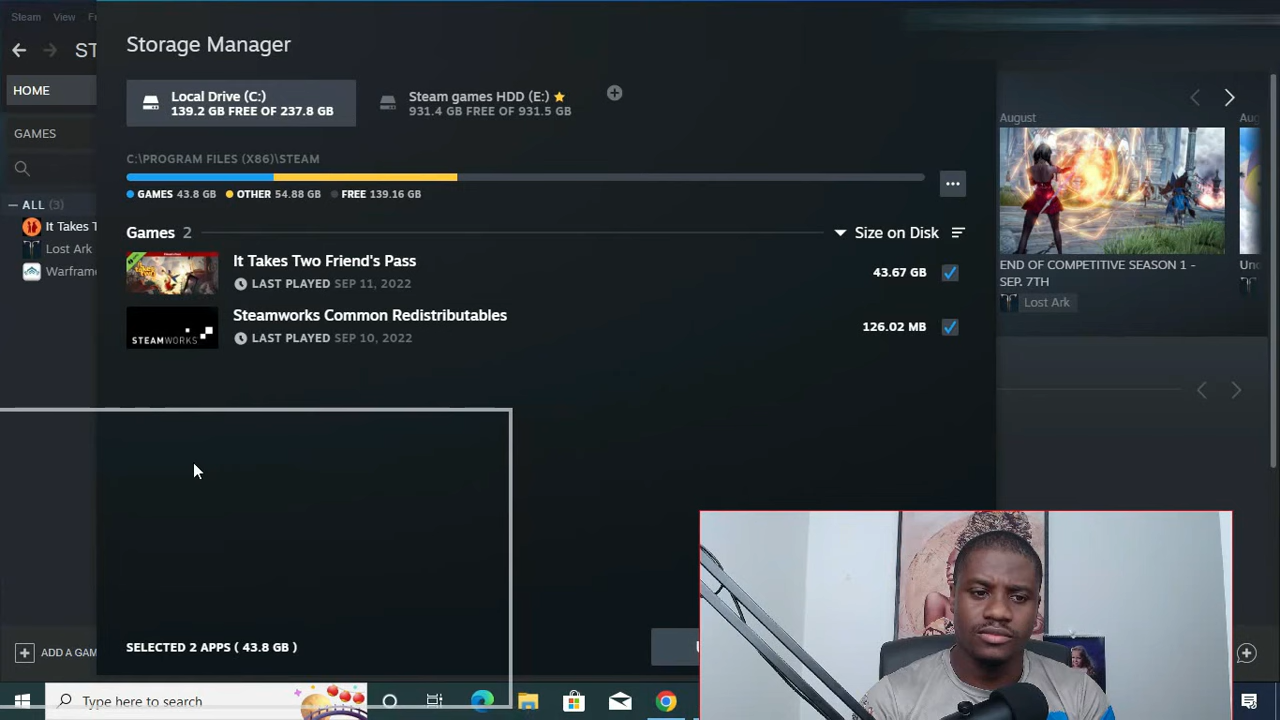 Steam View
Storage Manager
ST
HOME
Local Drive (C:)
139.2 GB FREE OF 237.8 GB
Steam games HDD (E:)
931.4 GB FREE OF 931.5 GB
GAMES
August
C:\PROGRAM FILES (X86)\STEAM
GAMES 43.8 GB OTHER 54.88 GB FREE 139.16 GB
ALL (3)
Games 2
Size on Disk
It Takes T
It Takes Two Friend's Pass
43.67 GB
LAST PLAYED SEP 11, 2022
Lost Ark
END OF COMPETITIVE SEASON 1 -
SEP. 7TH
Lost Ark
Warframe
Steamworks Common Redistributables
126.02 MB
STEAMWORKS
LAST PLAYED SEP 10, 2022
SELECTED 2 APPS ( 43.8 GB )
ADD A GAM
Type here to search